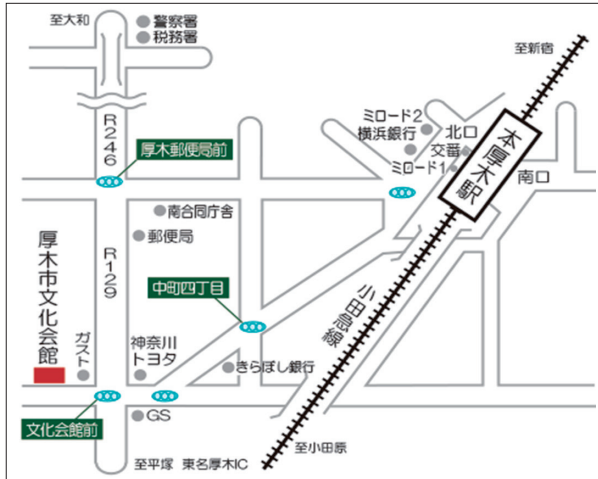 至大和
警察署
税務署
至新宿
R246
ミロード2
横浜銀行
北口
交番
ミロード1
本厚木駅
南口
厚木郵便局前
南合同庁舎
郵便局
R129
厚木市文化会館
中町四丁目
小田急線
ガスト
神奈川
トヨタ
きらぼし銀行
文化会館前
GS
至小田原
至平塚 東名厚木IC